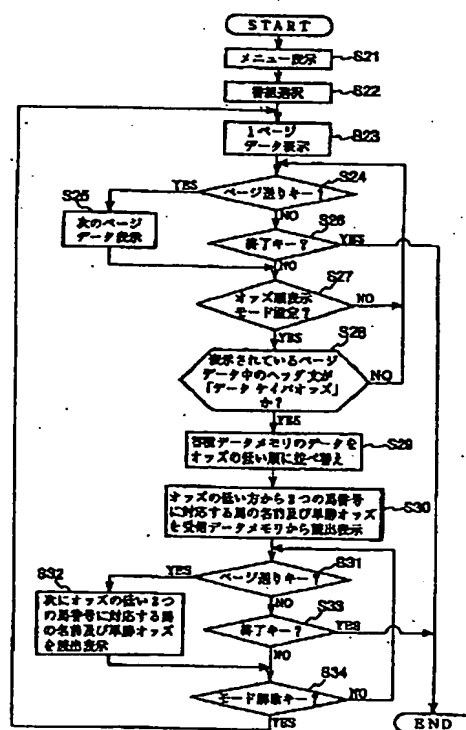 START
メニュー表示
S21
番組選択
S22
1ページ
データ表示
S23
ページ送りキー?
S24
YES
NO
S25
次のページ
データ表示
終了キー?
S26
YES
NO
S27
オッズ順表示
モード設定?
NO
YES
S28
表示されているページ
データ中のヘッダ文が
「データ ケイバオッズ」
か?
NO
YES
データメモリのデータを
オッズの低い順に並べ替え
S29
オッズの低い方から3つの馬番号
に対応する馬の名前及び単勝オッズ
を受信データメモリから読出表示
S30
ページ送りキー?
S31
YES
NO
S32
次にオッズの低い3つ
の馬番号に対応する馬
の名前及び単勝オッズ
を読出表示
終了キー?
S33
YES
NO
モード解除キー?
S34
NO
YES
END